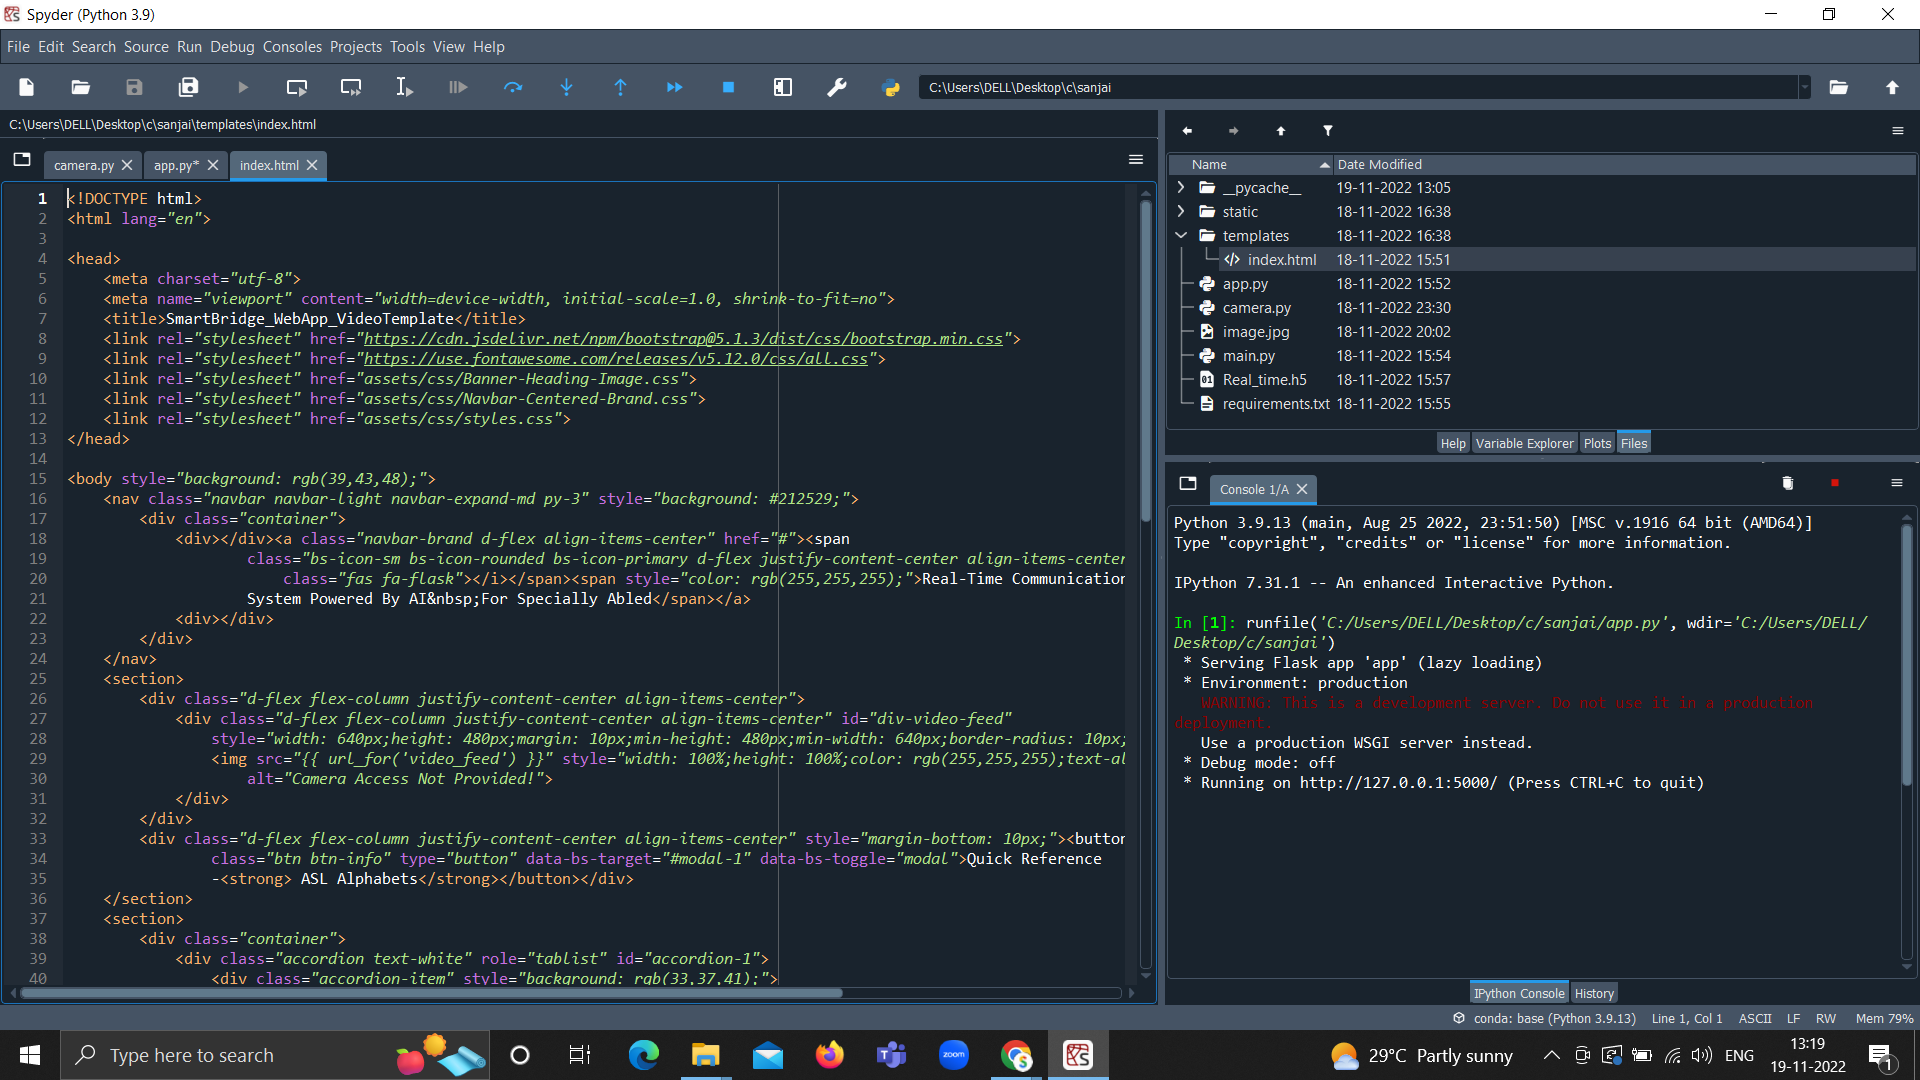 Spyder (Python 3.9)
File Edit Search Source Run Debug Consoles Projects Tools View Help
C:\Users\DELL\Desktop\c\sanjai
C:\Users\DELL\Desktop\c\sanjai\templates\index.html
camera.py app.py* index.html
1 <!DOCTYPE html>
2 <html lang="en">
3
4 <head>
5 <meta charset="utf-8">
6 <meta name="viewport" content="width=device-width, initial-scale=1.0, shrink-to-fit=no">
7 <title>SmartBridge_WebApp_VideoTemplate</title>
8 <link rel="stylesheet" href="https://cdn.jsdelivr.net/npm/bootstrap@5.1.3/dist/css/bootstrap.min.css">
9 <link rel="stylesheet" href="https://use.fontawesome.com/releases/v5.12.0/css/all.css">
10 <link rel="stylesheet" href="assets/css/Banner-Heading-Image.css">
11 <link rel="stylesheet" href="assets/css/Navbar-Centered-Brand.css">
12 <link rel="stylesheet" href="assets/css/styles.css">
13 </head>
14
15 <body style="background: rgb(39,43,48);">
16 <nav class="navbar navbar-light navbar-expand-md py-3" style="background: #212529;">
17 <div class="container">
18 <div></div><a class="navbar-brand d-flex align-items-center" href="#"><span
19 class="bs-icon-sm bs-icon-rounded bs-icon-primary d-flex justify-content-center align-items-center
20 class="fas fa-flask"></i></span><span style="color: rgb(255,255,255);">Real-Time Communication
21 System Powered By AI&nbsp;For Specially Abled</span></a>
22 <div></div>
23 </div>
24 </nav>
25 <section>
26 <div class="d-flex flex-column justify-content-center align-items-center">
27 <div class="d-flex flex-column justify-content-center align-items-center" id="div-video-feed"
28 style="width: 640px;height: 480px;margin: 10px;min-height: 480px;min-width: 640px;border-radius: 10px;
29 <img src="{{ url_for('video_feed') }}" style="width: 100%;height: 100%;color: rgb(255,255,255);text-al
30 alt="Camera Access Not Provided!">
31 </div>
32 </div>
33 <div class="d-flex flex-column justify-content-center align-items-center" style="margin-bottom: 10px;"><button
34 class="btn btn-info" type="button" data-bs-target="#modal-1" data-bs-toggle="modal">Quick Reference
35 -<strong> ASL Alphabets</strong></button></div>
36 </section>
37 <section>
38 <div class="container">
39 <div class="accordion text-white" role="tablist" id="accordion-1">
40 <div class="accordion-item" style="background: rgb(33,37,41);">
Name Date Modified
__pycache__ 19-11-2022 13:05
static 18-11-2022 16:38
templates 18-11-2022 16:38
index.html 18-11-2022 15:51
app.py 18-11-2022 15:52
camera.py 18-11-2022 23:30
image.jpg 18-11-2022 20:02
main.py 18-11-2022 15:54
Real_time.h5 18-11-2022 15:57
requirements.txt 18-11-2022 15:55
Help Variable Explorer Plots Files
Console 1/A
Python 3.9.13 (main, Aug 25 2022, 23:51:50) [MSC v.1916 64 bit (AMD64)]
Type "copyright", "credits" or "license" for more information.
IPython 7.31.1 -- An enhanced Interactive Python.
In [1]: runfile('C:/Users/DELL/Desktop/c/sanjai/app.py', wdir='C:/Users/DELL/
Desktop/c/sanjai')
* Serving Flask app 'app' (lazy loading)
* Environment: production
WARNING: This is a development server. Do not use it in a production
deployment.
Use a production WSGI server instead.
* Debug mode: off
* Running on http://127.0.0.1:5000/ (Press CTRL+C to quit)
IPython Console History
conda: base (Python 3.9.13) Line 1, Col 1 ASCII LF RW Mem 79%
Type here to search
zoom
29°C Partly sunny
ENG
13:19
19-11-2022
1